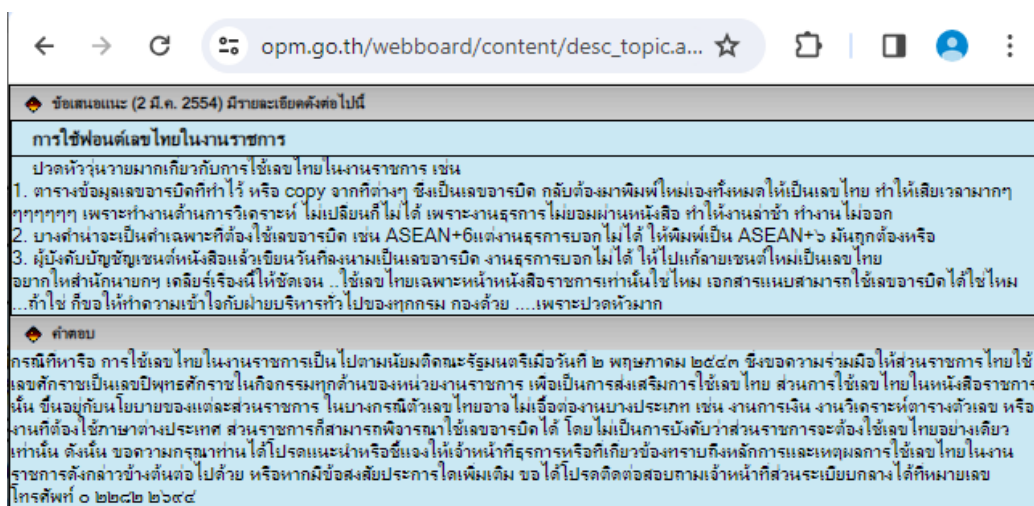 opm.go.th/webboard/content/desc_topic.a...
ข้อเสนอแนะ (2 มี.ค. 2554) มีรายละเอียดดังต่อไปนี้
การใช้ฟอนต์เลขไทยในงานราชการ
ปวดหัววุ่นวายมากเกี่ยวกับการใช้เลขไทยในงานราชการ เช่น
1. ตารางข้อมูลเลขอารบิดที่ทำไว้ หรือ copy จากที่ต่างๆ ซึ่งเป็นเลขอารบิด กลับต้องมาพิมพ์ใหม่เองทั้งหมดให้เป็นเลขไทย ทำให้เสียเวลามากๆ
ๆๆๆๆๆๆ เพราะทำงานด้านการวิเคราะห์ ไม่เปลี่ยนก็ไม่ได้ เพราะงานธุรการไม่ยอมผ่านหนังสือ ทำให้งานล่าช้า ทำงานไม่ออก
2. บางคำน่าจะเป็นคำเฉพาะที่ต้องใช้เลขอารบิด เช่น ASEAN+6แต่งานธุรการบอกไม่ได้ ให้พิมพ์เป็น ASEAN+๖ มันถูกต้องหรือ
3. ผู้บังคับบัญชัญเซนต์หนังสือแล้วเขียนวันที่ลงนามเป็นเลขอารบิด งานธุรการบอกไม่ได้ ให้ไปแก้ลายเซนต์ใหม่เป็นเลขไทย
อยากให้สำนักนายกฯ เคลียร์เรื่องนี้ให้ชัดเจน ..ใช้เลขไทยเฉพาะหน้าหนังสือราชการเท่านั้นใช่ไหม เอกสารแนบสามารถใช้เลขอารบิดได้ใช่ไหม
...ถ้าใช่ ก็ขอให้ทำความเข้าใจกับฝ่ายบริหารทั่วไปของทุกกรม กองด้วย ....เพราะปวดหัวมาก
คำตอบ
กรณีที่หารือ การใช้เลขไทยในงานราชการเป็นไปตามนัยมติคณะรัฐมนตรีเมื่อวันที่ ๒ พฤษภาคม ๒๕๔๓ ซึ่งขอความร่วมมือให้ส่วนราชการไทยใช้
เลขศักราชเป็นเลขปีพุทธศักราชในกิจกรรมทุกด้านของหน่วยงานราชการ เพื่อเป็นการส่งเสริมการใช้เลขไทย ส่วนการใช้เลขไทยในหนังสือราชการ
นั้น ขึ้นอยู่กับนโยบายของแต่ละส่วนราชการ ในบางกรณีตัวเลขไทยอาจไม่เอื้อต่องานบางประเภท เช่น งานการเงิน งานวิเคราะห์ตารางตัวเลข หรือ
งานที่ต้องใช้ภาษาต่างประเทศ ส่วนราชการก็สามารถพิจารณาใช้เลขอารบิดได้ โดยไม่เป็นการบังคับว่าส่วนราชการจะต้องใช้เลขไทยอย่างเดียว
เท่านั้น ดังนั้น ขอความกรุณาท่านได้โปรดแนะนำหรือชี้แจงให้เจ้าหน้าที่ธุรการหรือที่เกี่ยวข้องทราบถึงหลักการและเหตุผลการใช้เลขไทยในงาน
ราชการดังกล่าวข้างต้นต่อไปด้วย หรือหากมีข้อสงสัยประการใดเพิ่มเติม ขอได้โปรดติดต่อสอบถามเจ้าหน้าที่ส่วนระเบียบกลางได้ที่หมายเลข
โทรศัพท์ ๐ ๒๒๘๒ ๒๖๙๔